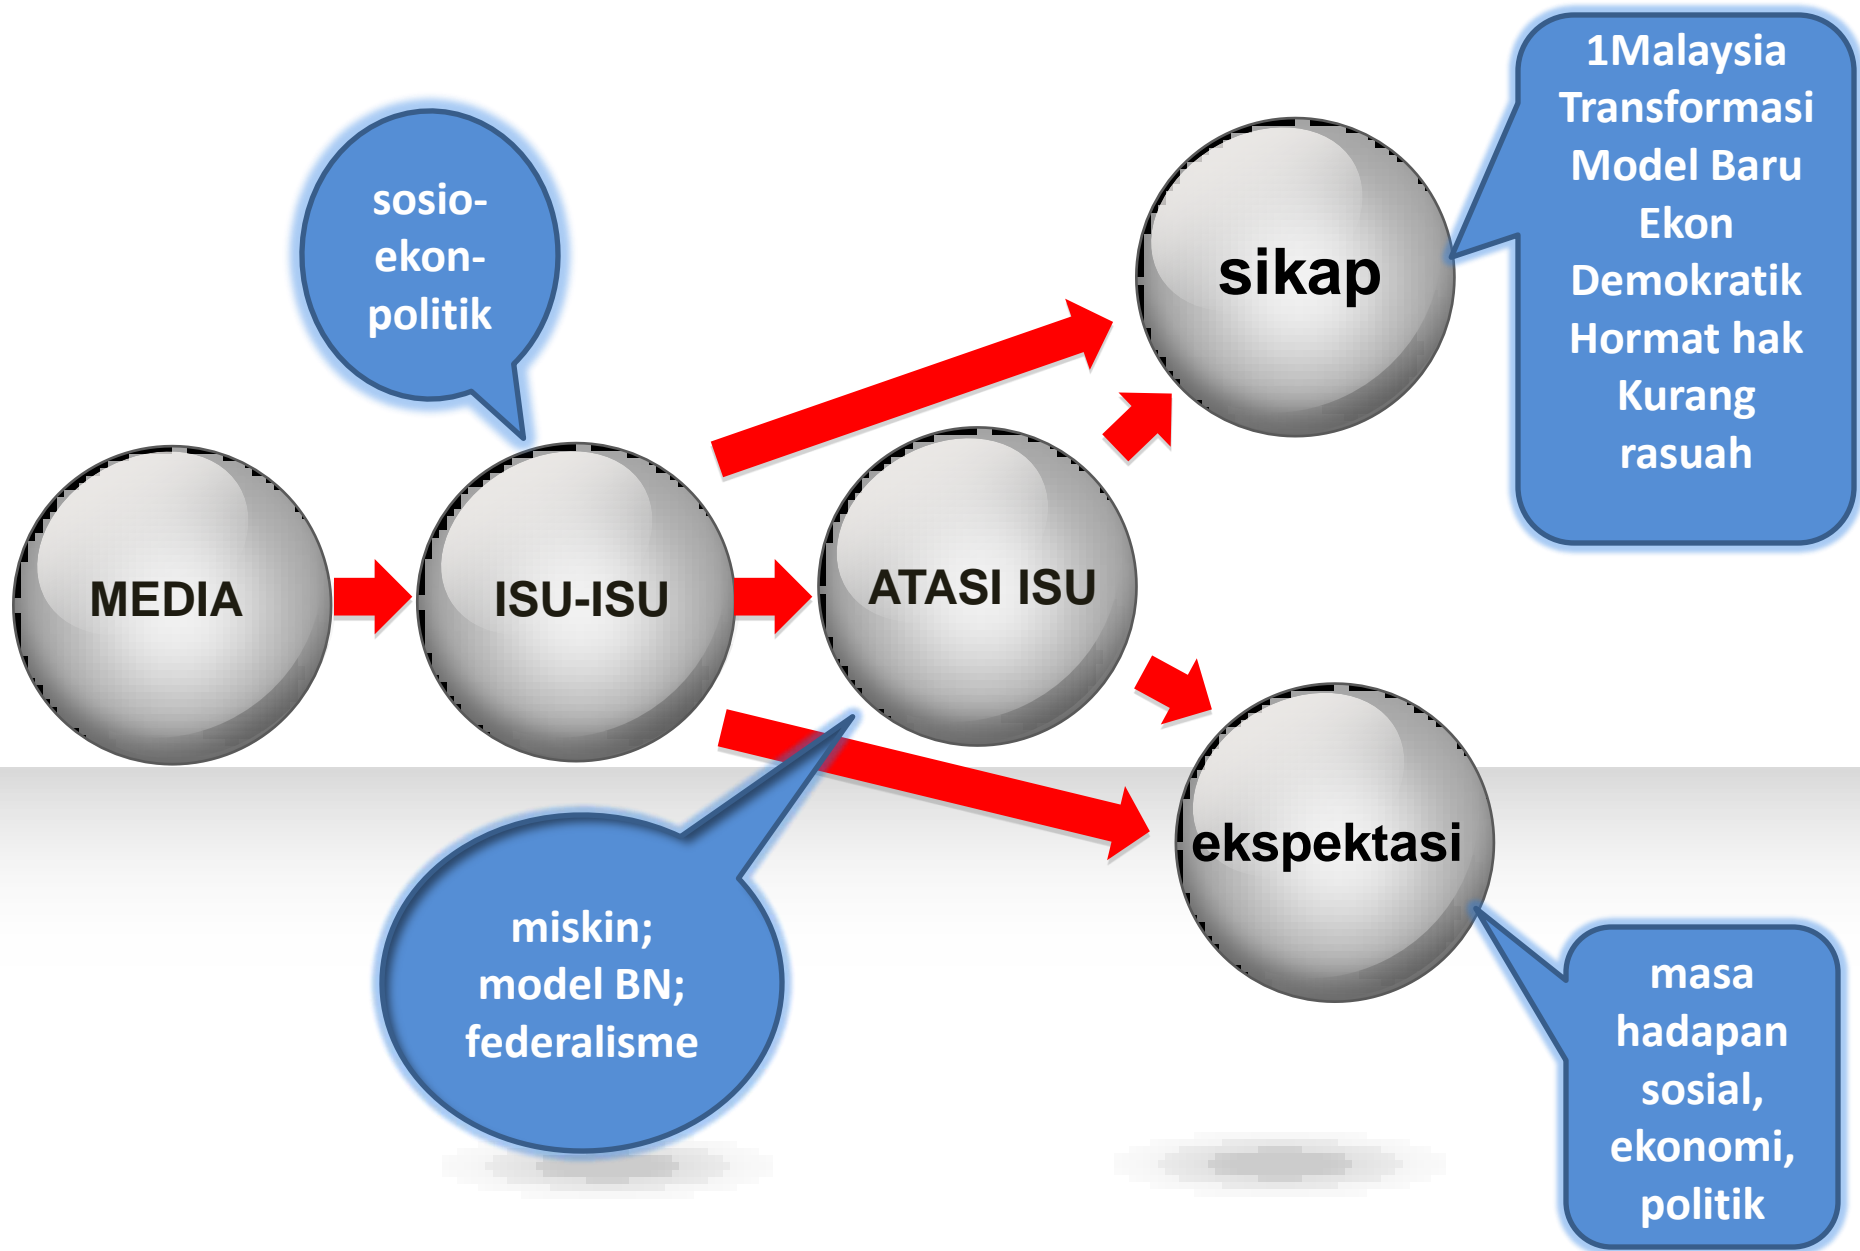 sosio-
ekon-
politik
MEDIA
ISU-ISU
ATASI ISU
sikap
1Malaysia
Transformasi
Model Baru
Ekon
Demokratik
Hormat hak
Kurang
rasuah
miskin;
model BN;
federalisme
ekspektasi
masa
hadapan
sosial,
ekonomi,
politik